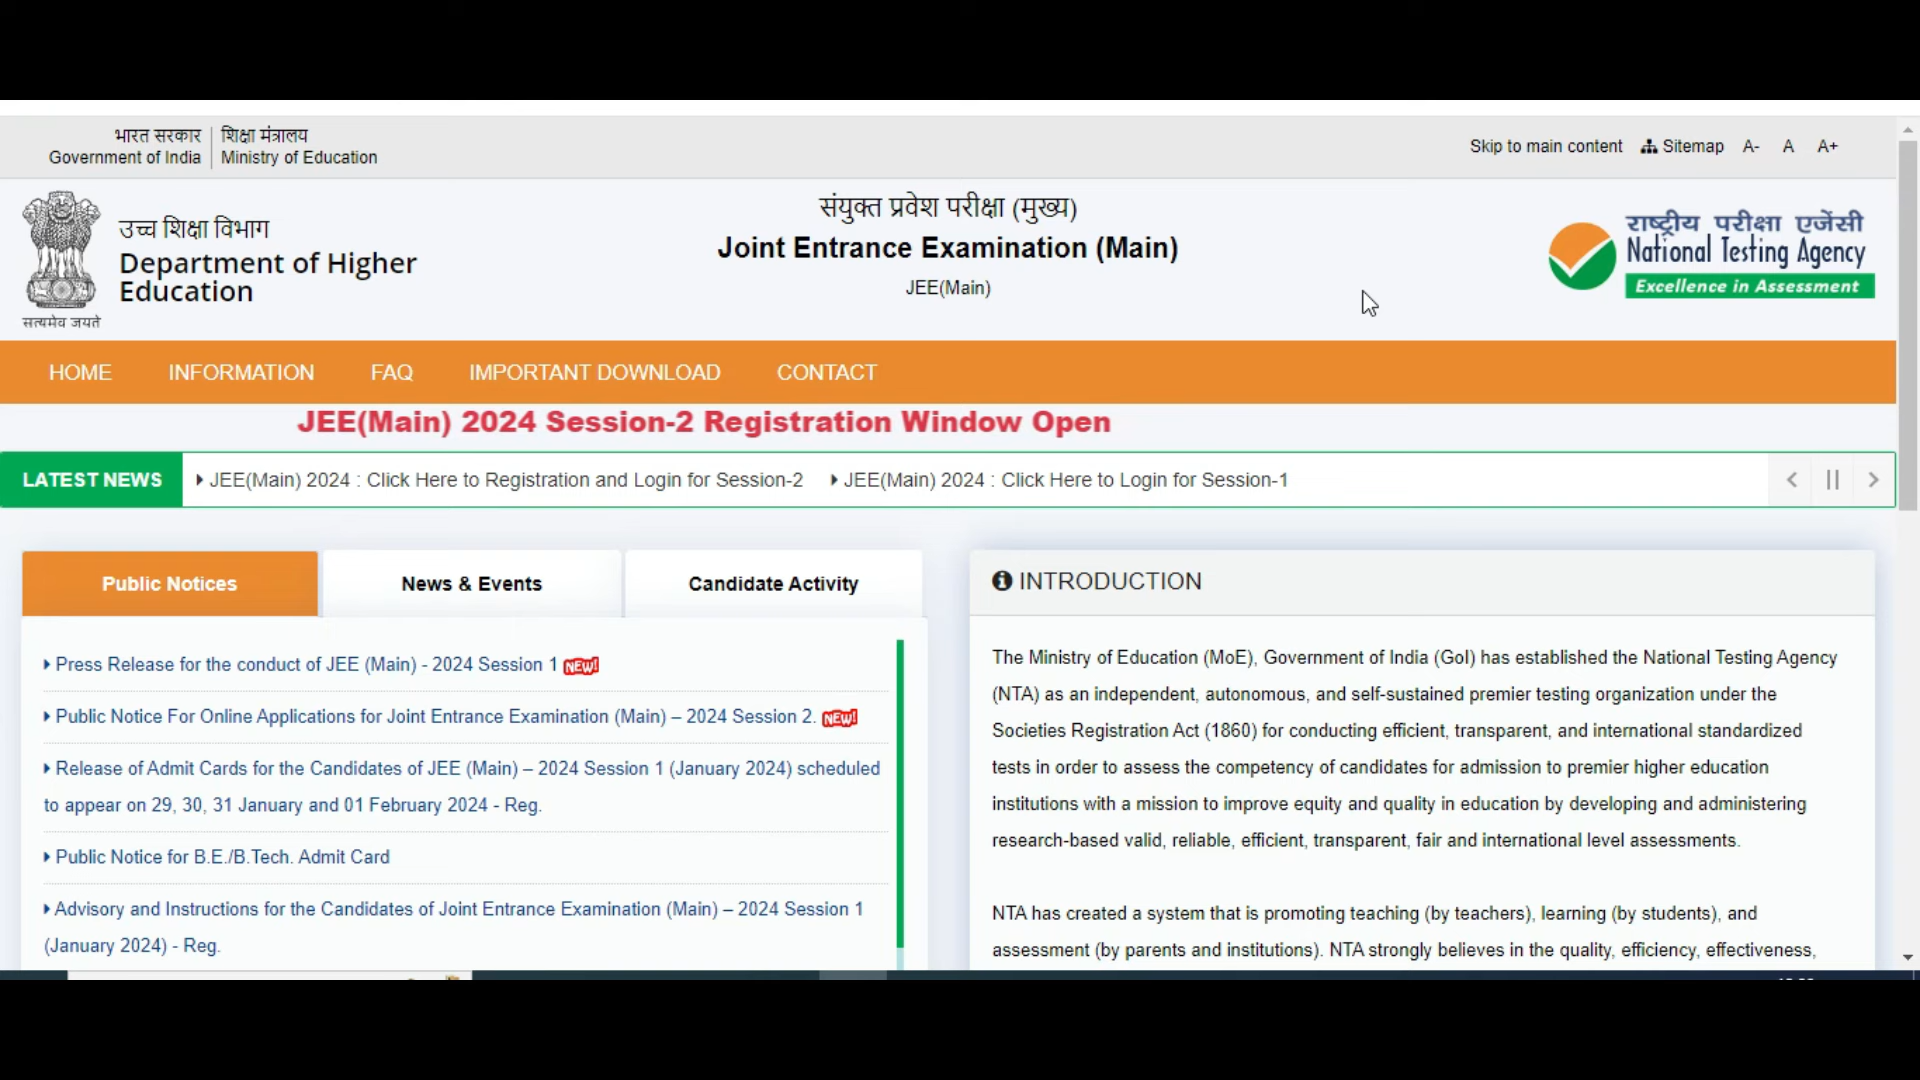 भारत सरकार
Government of India
शिक्षा मंत्रालय
Ministry of Education
Skip to main content Sitemap A- A A+
सत्यमेव जयते
उच्च शिक्षा विभाग
Department of Higher
Education
संयुक्त प्रवेश परीक्षा (मुख्य)
Joint Entrance Examination (Main)
JEE(Main)
राष्ट्रीय परीक्षा एजेंसी
National Testing Agency
Excellence in Assessment
HOME INFORMATION FAQ IMPORTANT DOWNLOAD CONTACT
JEE(Main) 2024 Session-2 Registration Window Open
LATEST NEWS JEE(Main) 2024 : Click Here to Registration and Login for Session-2 JEE(Main) 2024 : Click Here to Login for Session-1
Public Notices News & Events Candidate Activity
Press Release for the conduct of JEE (Main) - 2024 Session 1 NEW!
Public Notice For Online Applications for Joint Entrance Examination (Main) – 2024 Session 2. NEW!
Release of Admit Cards for the Candidates of JEE (Main) – 2024 Session 1 (January 2024) scheduled
to appear on 29, 30, 31 January and 01 February 2024 - Reg.
Public Notice for B.E./B.Tech. Admit Card
Advisory and Instructions for the Candidates of Joint Entrance Examination (Main) – 2024 Session 1
(January 2024) - Reg.
INTRODUCTION
The Ministry of Education (MoE), Government of India (GoI) has established the National Testing Agency
(NTA) as an independent, autonomous, and self-sustained premier testing organization under the
Societies Registration Act (1860) for conducting efficient, transparent, and international standardized
tests in order to assess the competency of candidates for admission to premier higher education
institutions with a mission to improve equity and quality in education by developing and administering
research-based valid, reliable, efficient, transparent, fair and international level assessments.
NTA has created a system that is promoting teaching (by teachers), learning (by students), and
assessment (by parents and institutions). NTA strongly believes in the quality, efficiency, effectiveness,